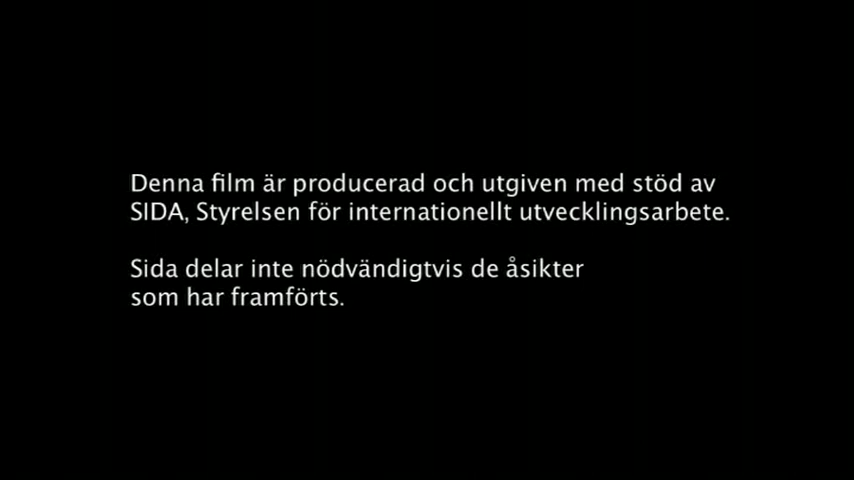 Denna film är producerad och utgiven med stöd av
SIDA, Styrelsen för internationellt utvecklingsarbete.
Sida delar inte nödvändigtvis de åsikter
som har framförts.